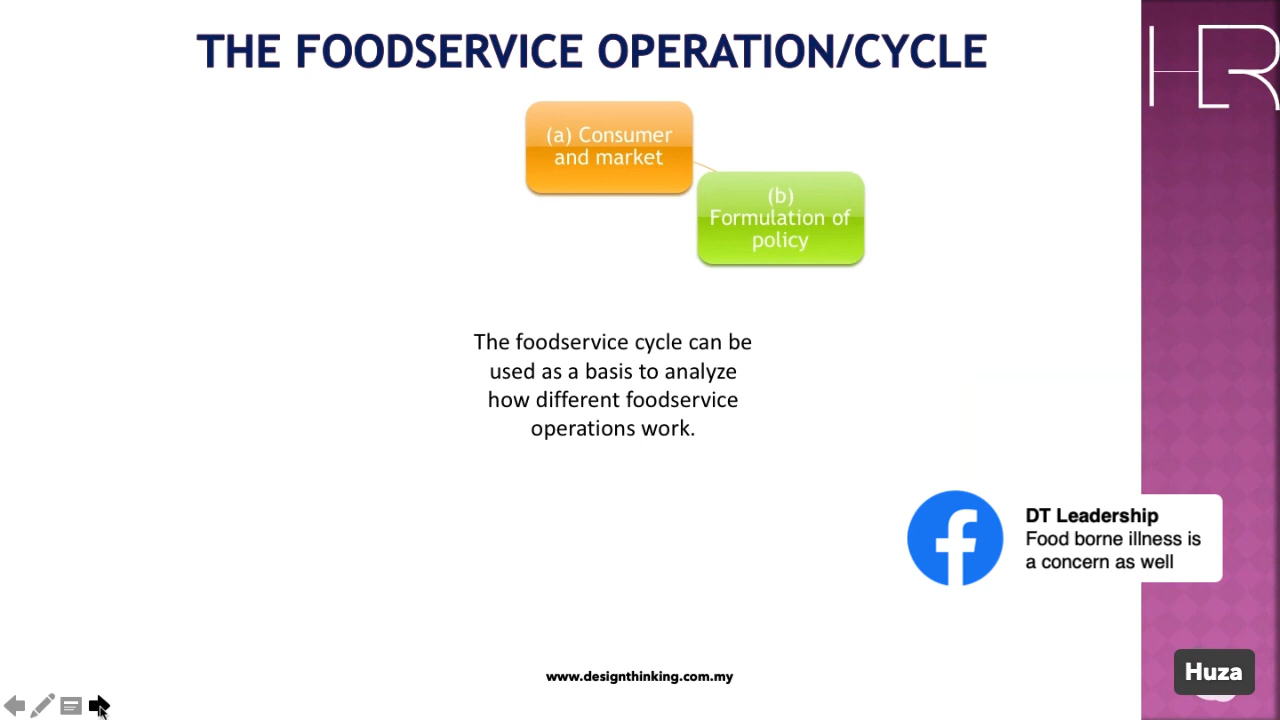 THE FOODSERVICE OPERATION/CYCLE
HR
(a) Consumer
and market
(b)
Formulation of
policy
The foodservice cycle can be
used as a basis to analyze
how different foodservice
operations work.
DT Leadership
Food borne illness is
a concern as well
www.designthinking.com.my
Huza